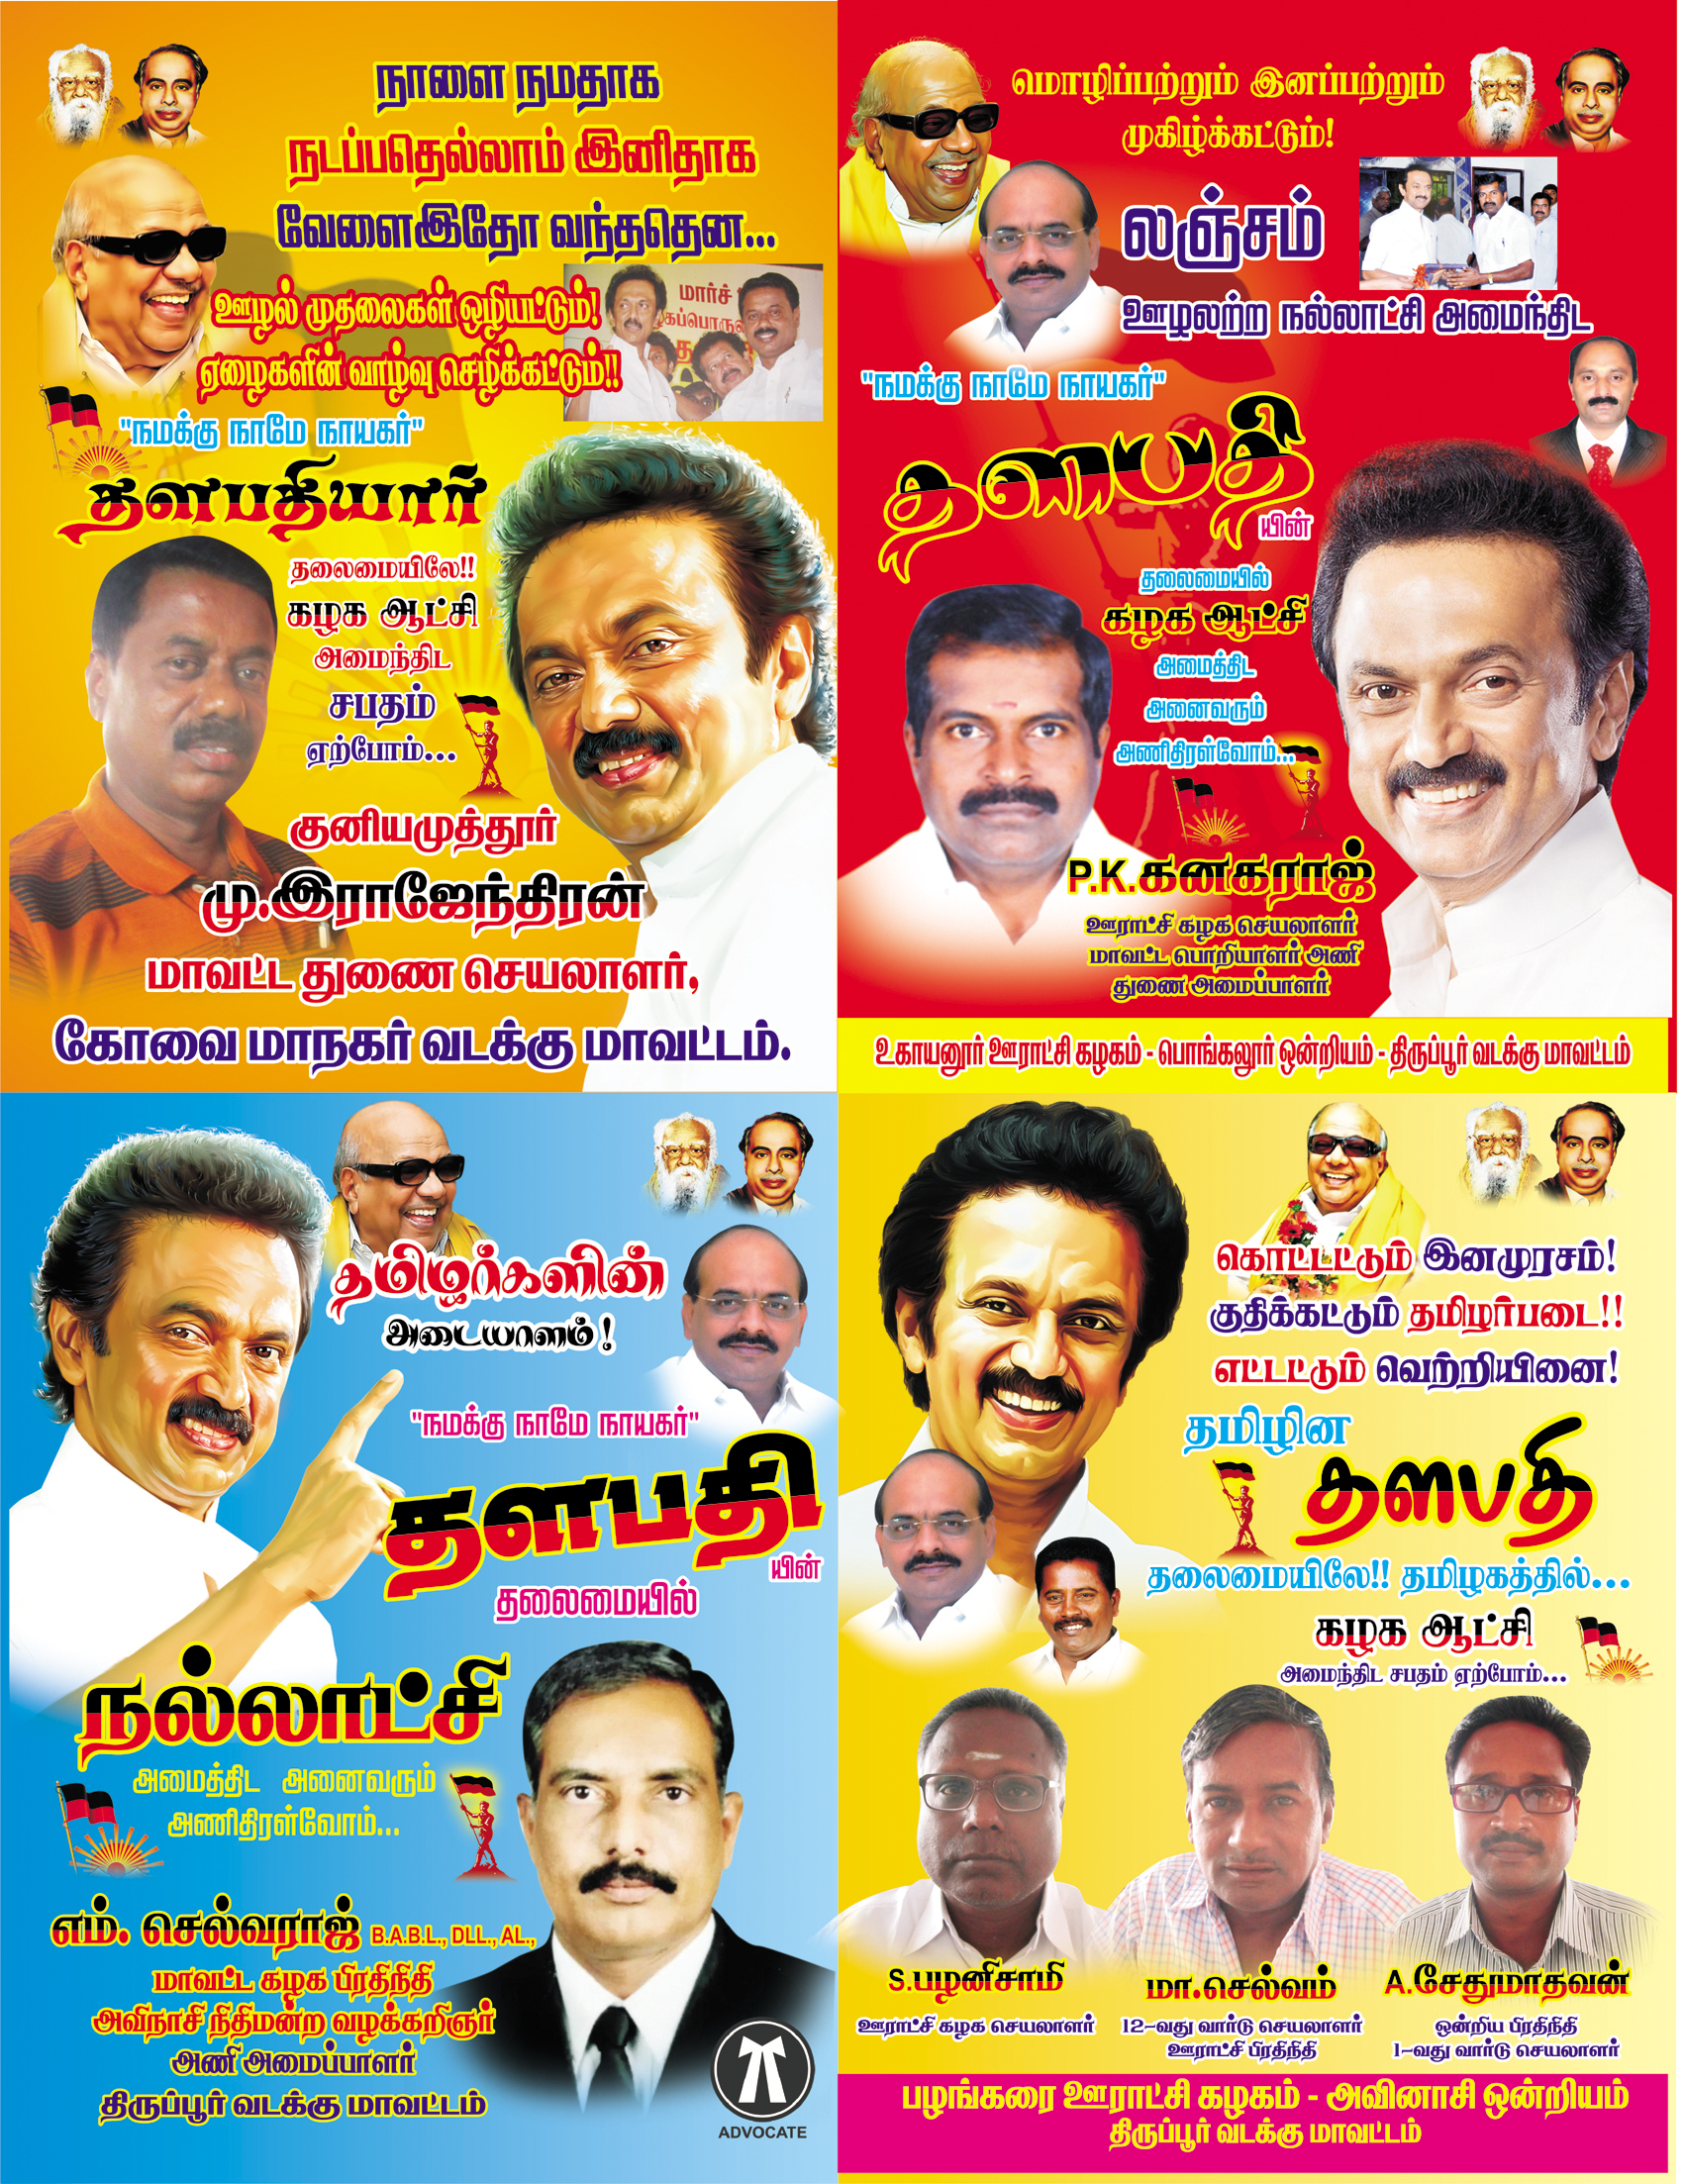 நாளை நமதாக
நடப்பதெல்லாம் இனிதாக
வேளைஇதோ வந்ததென...
ஊழல் முதலைகள் ஒழியட்டும்!
ஏழைகளின் வாழ்வு செழிக்கட்டும்!!
மார்ச்
"நமக்கு நாமே நாயகர்"
தளபதியார்
தலைமையிலே!!
கழக ஆட்சி
அமைந்திட
சபதம்
ஏற்போம்...
குனியமுத்தூர்
மு.இராஜேந்திரன்
மாவட்ட துணை செயலாளர்,
கோவை மாநகர் வடக்கு மாவட்டம்.
மொழிப்பற்றும் இனப்பற்றும்
முகிழ்க்கட்டும்!
லஞ்சம்
ஊழலற்ற நல்லாட்சி அமைந்திட
"நமக்கு நாமே நாயகர்"
தளபதி
யின்
தலைமையில்
கழக ஆட்சி
அமைத்திட
அனைவரும்
அணிதிரள்வோம்...
P.K.கனகராஜ்
ஊராட்சி கழக செயலாளர்
மாவட்ட பொறியாளர் அணி
துணை அமைப்பாளர்
உகாயனூர் ஊராட்சி கழகம் - பொங்கலூர் ஒன்றியம் - திருப்பூர் வடக்கு மாவட்டம்
தமிழர்களின்
அடையாளம்!
"நமக்கு நாமே நாயகர்"
தளபதி
யின்
தலைமையில்
நல்லாட்சி
அமைத்திட அனைவரும்
அணிதிரள்வோம்...
எம். செல்வராஜ் B.A.B.L., DLL., AL.,
மாவட்ட கழக பிரதிநிதி
அவிநாசி நிதிமன்ற வழக்கறிஞர்
அணி அமைப்பாளர்
திருப்பூர் வடக்கு மாவட்டம்
ADVOCATE
கொட்டட்டும் இனமுரசம்!
குதிக்கட்டும் தமிழர்படை!!
எட்டட்டும் வெற்றியினை!
தமிழின
தளபதி
தலைமையிலே!! தமிழகத்தில்...
கழக ஆட்சி
அமைந்திட சபதம் ஏற்போம்...
S.பழனிசாமி
ஊராட்சி கழக செயலாளர்
மா.செல்வம்
12-வது வார்டு செயலாளர்
ஊராட்சி பிரதிநிதி
A.சேதுமாதவன்
ஒன்றிய பிரதிநிதி
1-வது வார்டு செயலாளர்
பழங்கரை ஊராட்சி கழகம் - அவினாசி ஒன்றியம்
திருப்பூர் வடக்கு மாவட்டம்